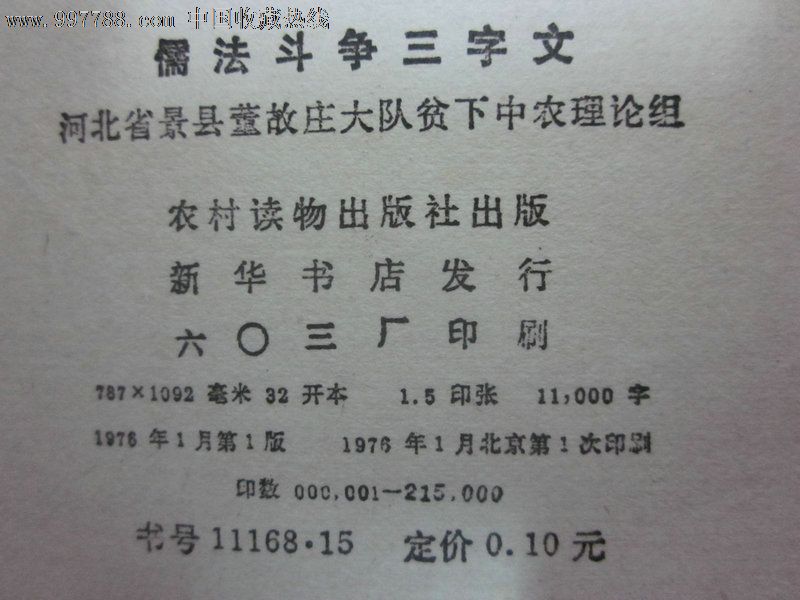 www.997788.com 中国收藏热线
儒法斗争三字文
河北省景县董故庄大队贫下中农理论组
农村读物出版社出版
新华书店发行
六〇三厂印刷
787×1092 毫米 32 开本 1.5 印张 11,000 字
1976 年 1 月第 1 版 1976 年 1 月北京第 1 次印刷
印数 000,001—215,000
书号 11168·15 定价 0.10 元